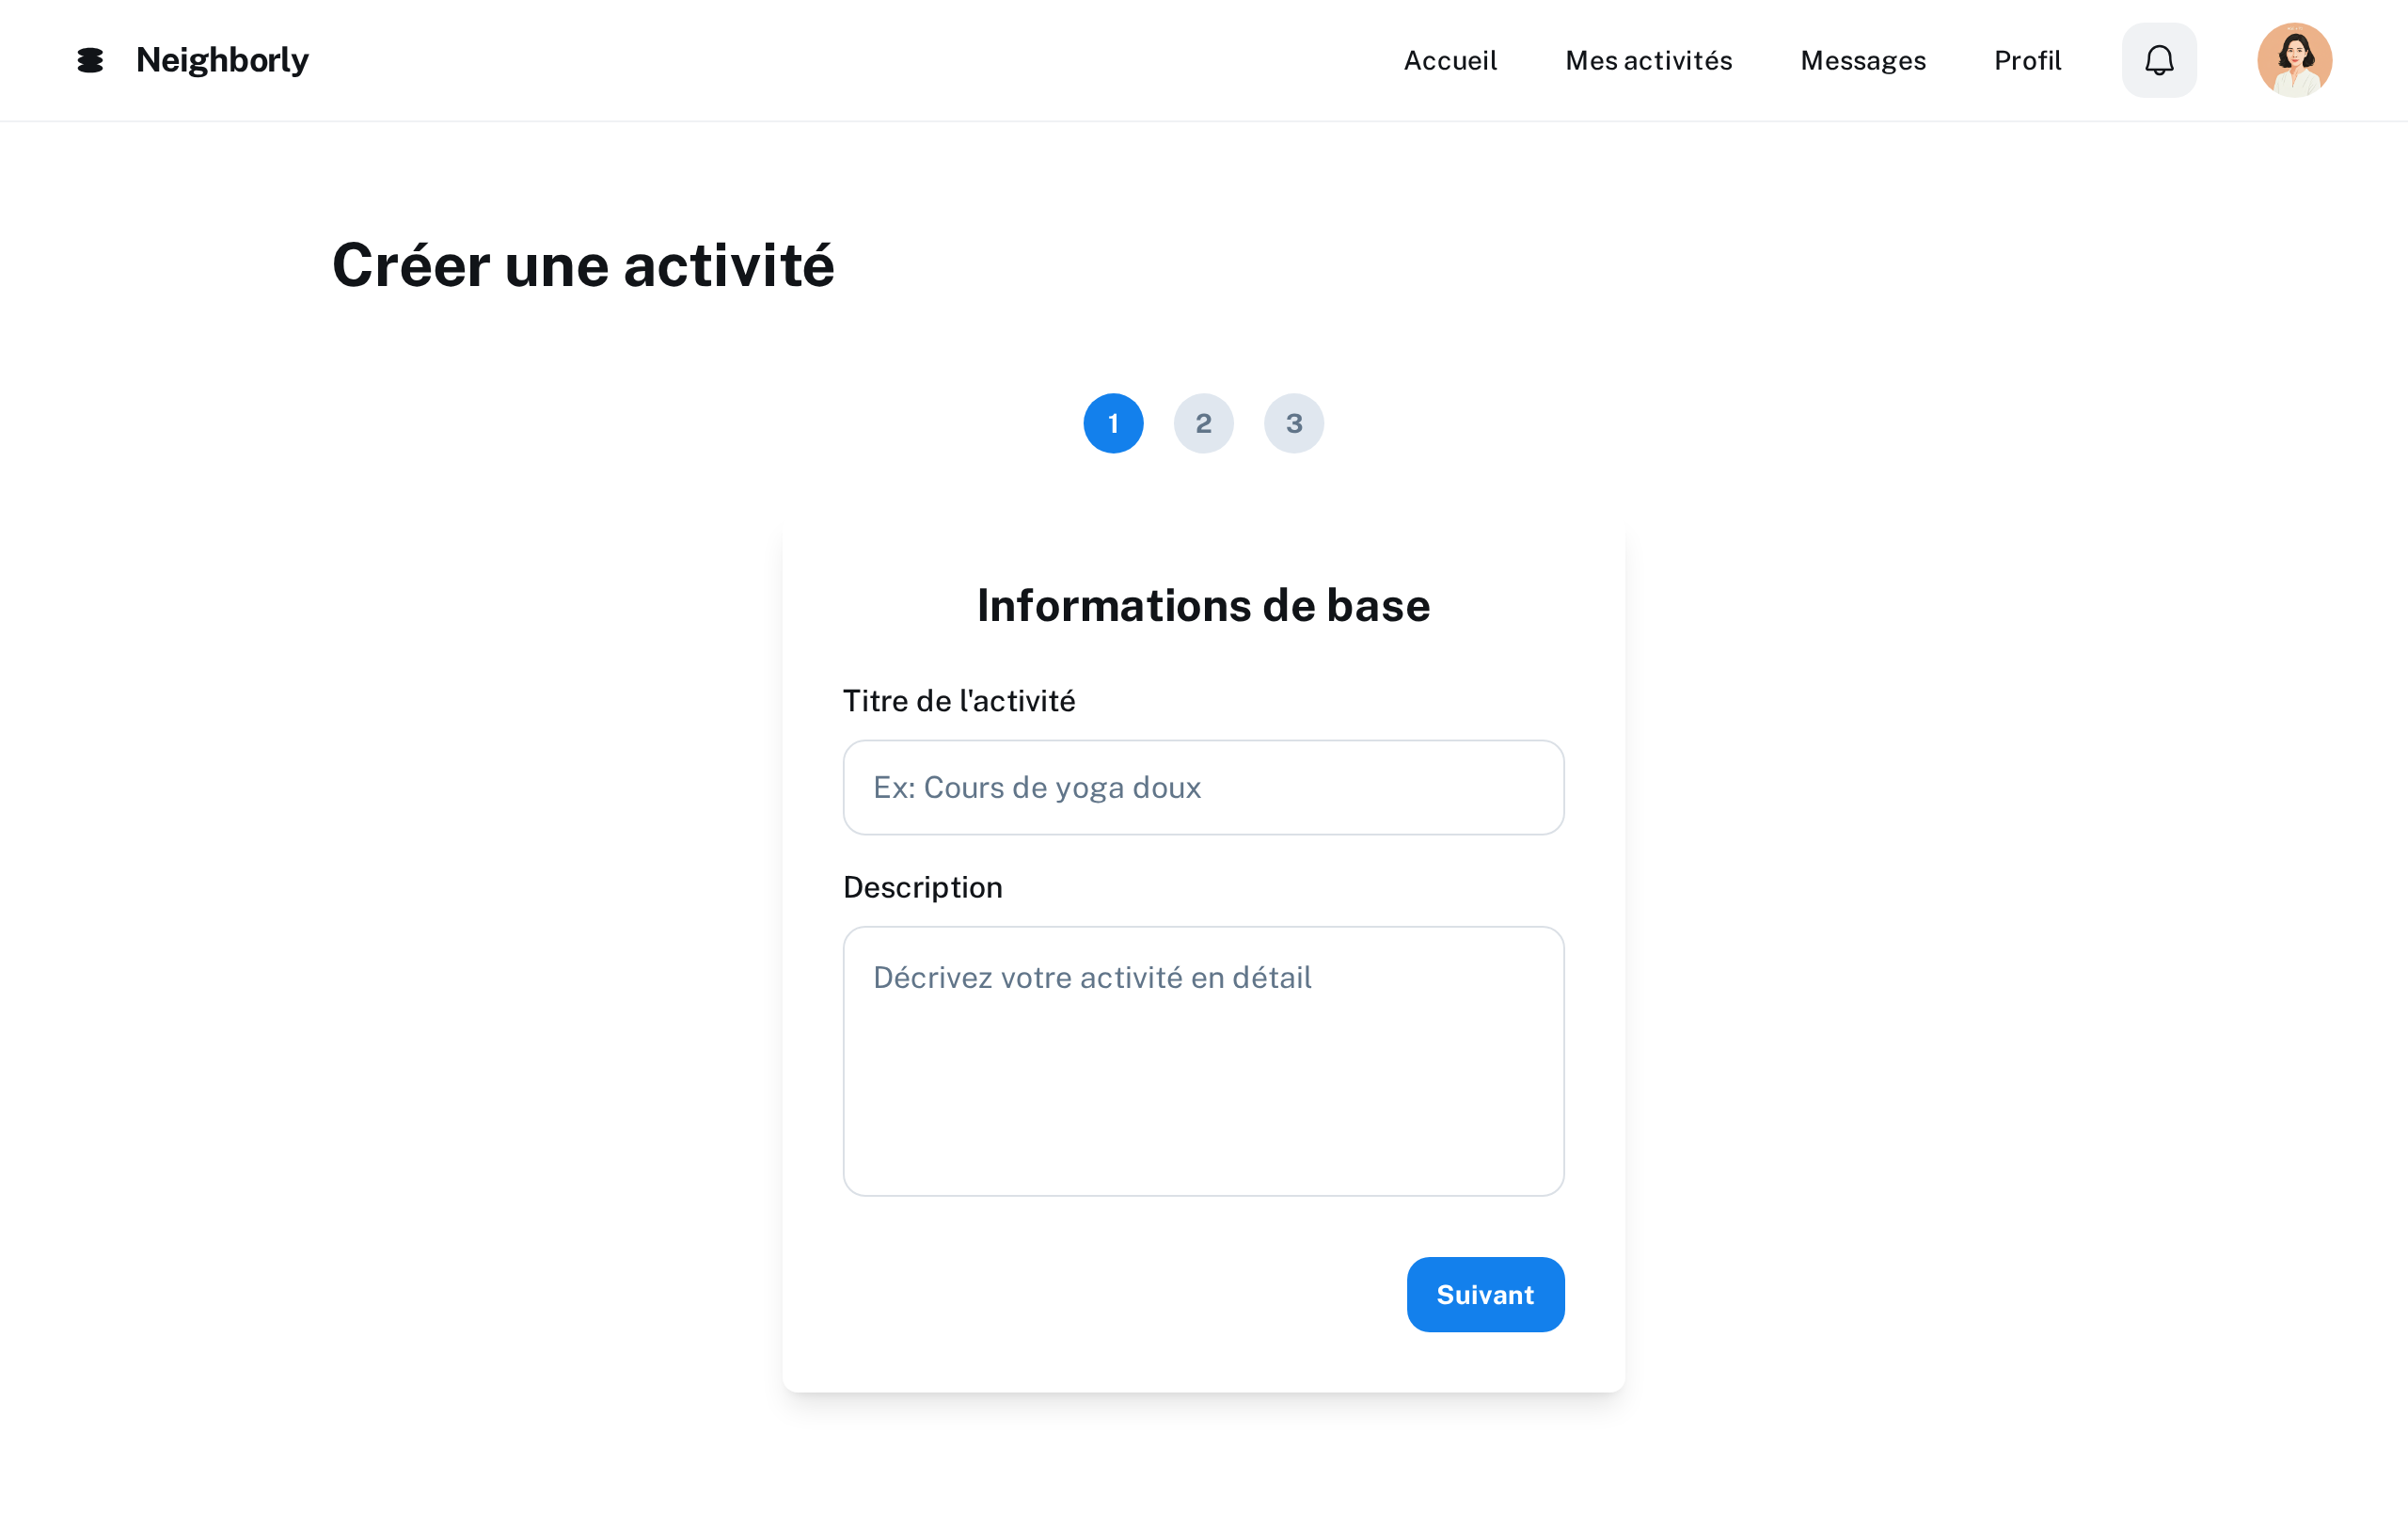 Neighborly
Accueil
Mes activités
Messages
Profil
Créer une activité
1
2
3
Informations de base
Titre de l'activité
Ex: Cours de yoga doux
Description
Décrivez votre activité en détail
Suivant